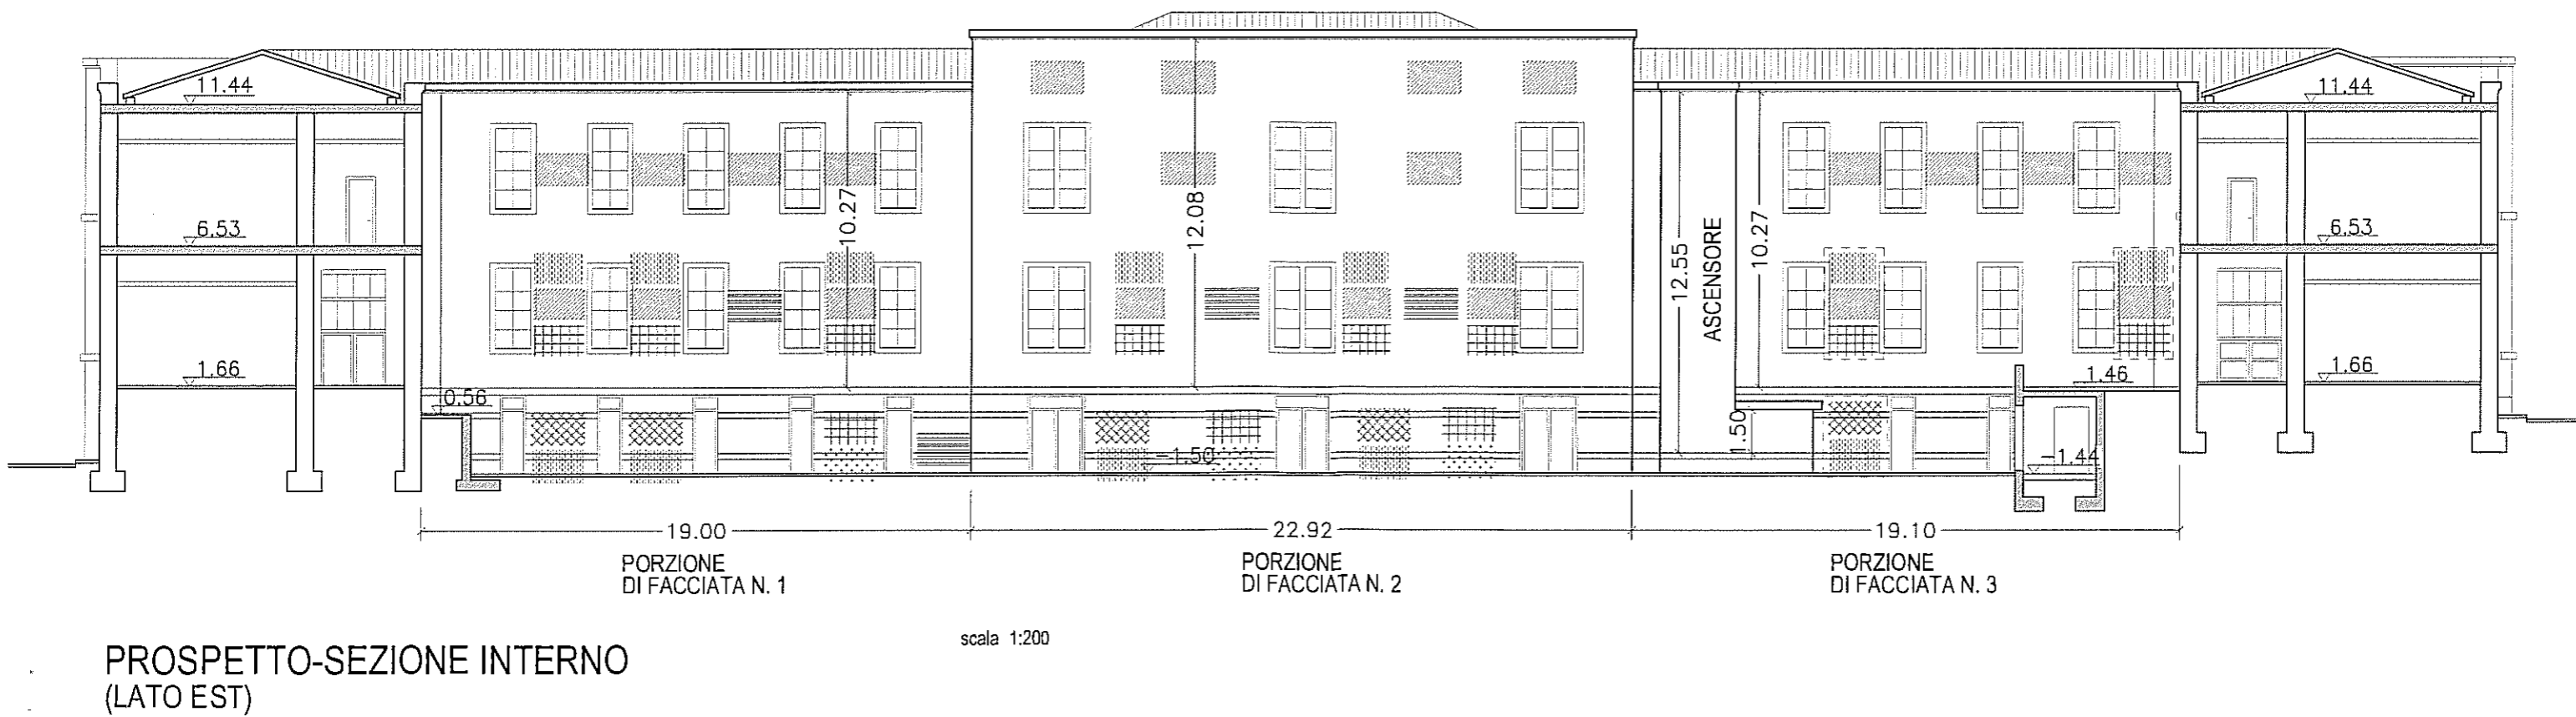 11.44
11.44
10.27
12.08
12.55
ASCENSORE
10.27
6.53
6.53
1.66
1.46
1.66
0.56
1.50
-1.50
-1.44
19.00
22.92
19.10
PORZIONE
DI FACCIATA N. 1
PORZIONE
DI FACCIATA N. 2
PORZIONE
DI FACCIATA N. 3
scala 1:200
PROSPETTO-SEZIONE INTERNO
(LATO EST)